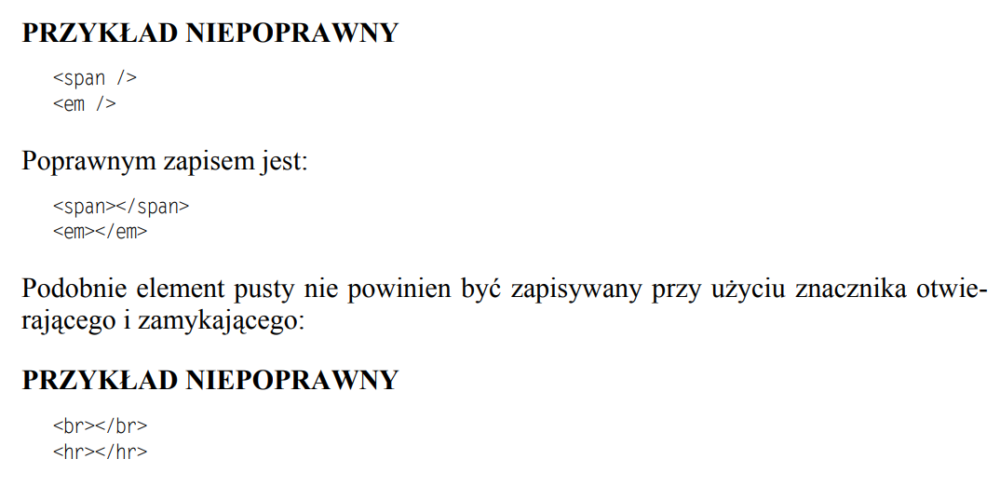 PRZYKŁAD NIEPOPRAWNY
<span />
<em />
Poprawnym zapisem jest:
<span></span>
<em></em>
Podobnie element pusty nie powinien być zapisywany przy użyciu znacznika otwie-
rającego i zamykającego:
PRZYKŁAD NIEPOPRAWNY
<br></br>
<hr></hr>